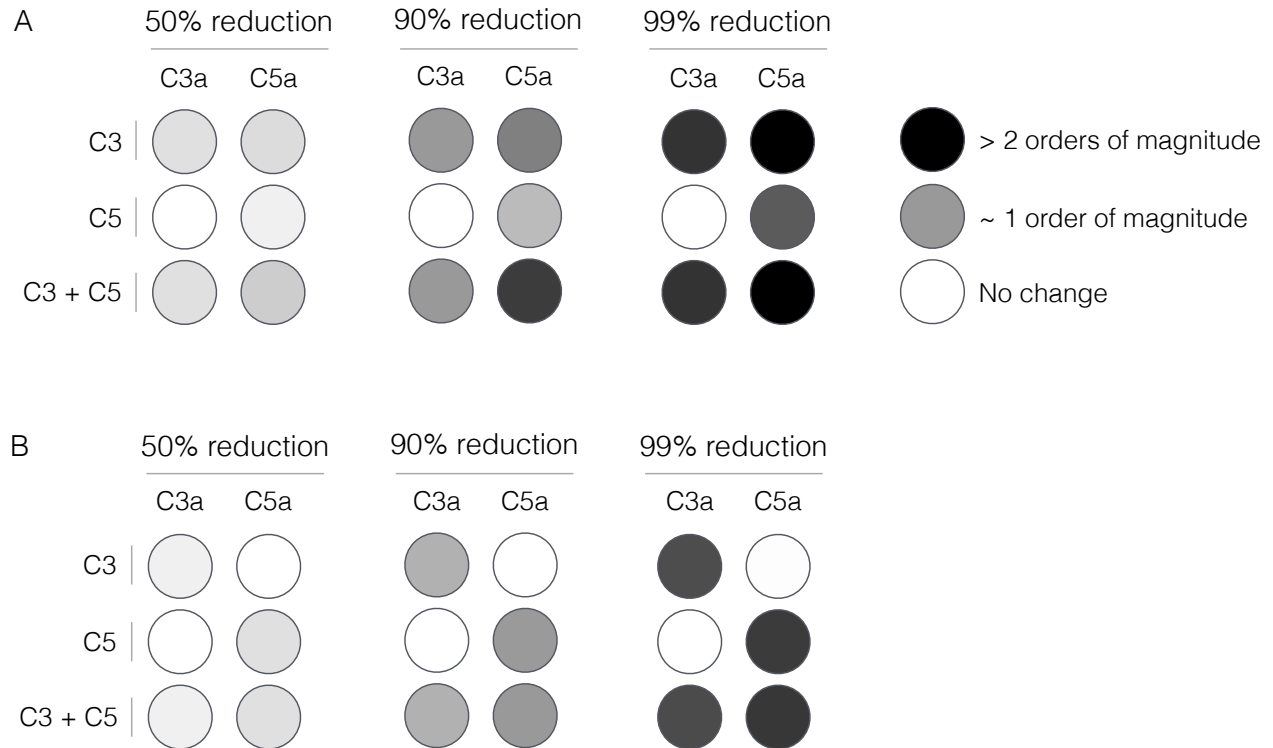 A
50% reduction 90% reduction 99% reduction
C3a C5a C3a C5a C3a C5a
C3 > 2 orders of magnitude
C5 ~ 1 order of magnitude
C3 + C5 No change
B
50% reduction 90% reduction 99% reduction
C3a C5a C3a C5a C3a C5a
C3
C5
C3 + C5